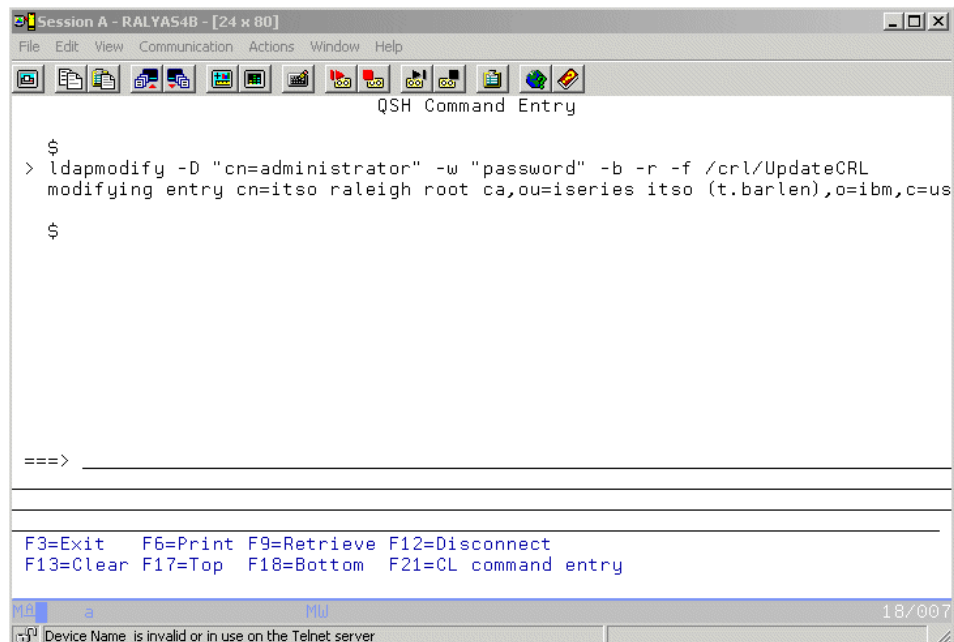 Session A - RALYAS4B - [24 x 80]
File Edit View Communication Actions Window Help
QSH Command Entry
$
> ldapmodify -D "cn=administrator" -w "password" -b -r -f /crl/UpdateCRL
modifying entry cn=itso raleigh root ca,ou=iseries itso (t.barlen),o=ibm,c=us
$
===>
F3=Exit F6=Print F9=Retrieve F12=Disconnect
F13=Clear F17=Top F18=Bottom F21=CL command entry
MA a MW 18/007
Device Name is invalid or in use on the Telnet server